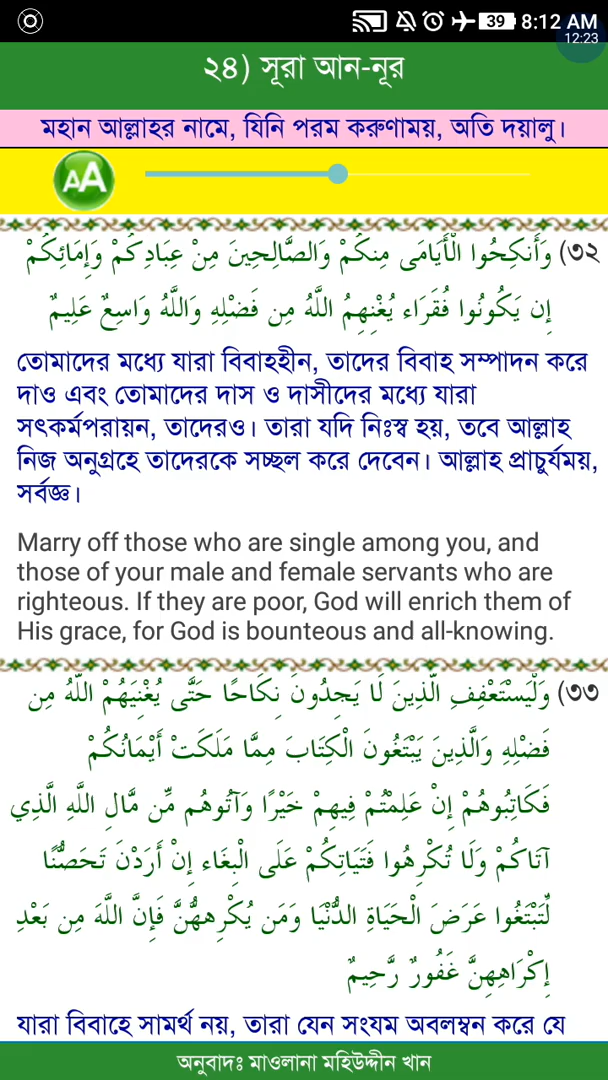 39 8:12 AM
12:23
২৪) সূরা আন-নূর
মহান আল্লাহর নামে, যিনি পরম করুণাময়, অতি দয়ালু।
AA
৩২) وَأَنكِحُوا الْأَيَامَى مِنكُمْ وَالصَّالِحِينَ مِنْ عِبَادِكُمْ وَإِمَائِكُمْ
إِن يَكُونُوا فُقَرَاء يُغْنِهِمُ اللَّهُ مِن فَضْلِهِ وَاللَّهُ وَاسِعٌ عَلِيمٌ
তোমাদের মধ্যে যারা বিবাহহীন, তাদের বিবাহ সম্পাদন করে
দাও এবং তোমাদের দাস ও দাসীদের মধ্যে যারা
সৎকর্মপরায়ন, তাদেরও। তারা যদি নিঃস্ব হয়, তবে আল্লাহ
নিজ অনুগ্রহে তাদেরকে সচ্ছল করে দেবেন। আল্লাহ প্রাচুর্যময়,
সর্বজ্ঞ।
Marry off those who are single among you, and
those of your male and female servants who are
righteous. If they are poor, God will enrich them of
His grace, for God is bounteous and all-knowing.
৩৩) وَلْيَسْتَعْفِفِ الَّذِينَ لَا يَجِدُونَ نِكَاحًا حَتَّى يُغْنِيَهُمْ اللَّهُ مِن
فَضْلِهِ وَالَّذِينَ يَبْتَغُونَ الْكِتَابَ مِمَّا مَلَكَتْ أَيْمَانُكُمْ
فَكَاتِبُوهُمْ إِنْ عَلِمْتُمْ فِيهِمْ خَيْرًا وَآتُوهُم مِّن مَّالِ اللَّهِ الَّذِي
آتَاكُمْ وَلَا تُكْرِهُوا فَتَيَاتِكُمْ عَلَى الْبِغَاء إِنْ أَرَدْنَ تَحَصُّنًا
لِّتَبْتَغُوا عَرَضَ الْحَيَاةِ الدُّنْيَا وَمَن يُكْرِههُّنَّ فَإِنَّ اللَّهَ مِن بَعْدِ
إِكْرَاهِهِنَّ غَفُورٌ رَّحِيمٌ
যারা বিবাহে সামর্থ নয়, তারা যেন সংযম অবলম্বন করে যে
অনুবাদঃ মাওলানা মহিউদ্দীন খান